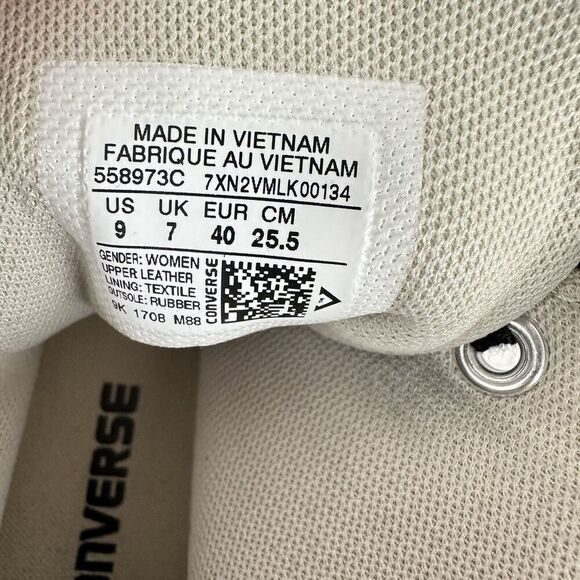 MADE IN VIETNAM
FABRIQUE AU VIETNAM
558973C 7XN2VMLK00134
US UK EUR CM
9 7 40 25.5
GENDER: WOMEN
UPPER LEATHER
LINING: TEXTILE
OUTSOLE: RUBBER
9K 1708 M88
CONVERSE
CONVERSE